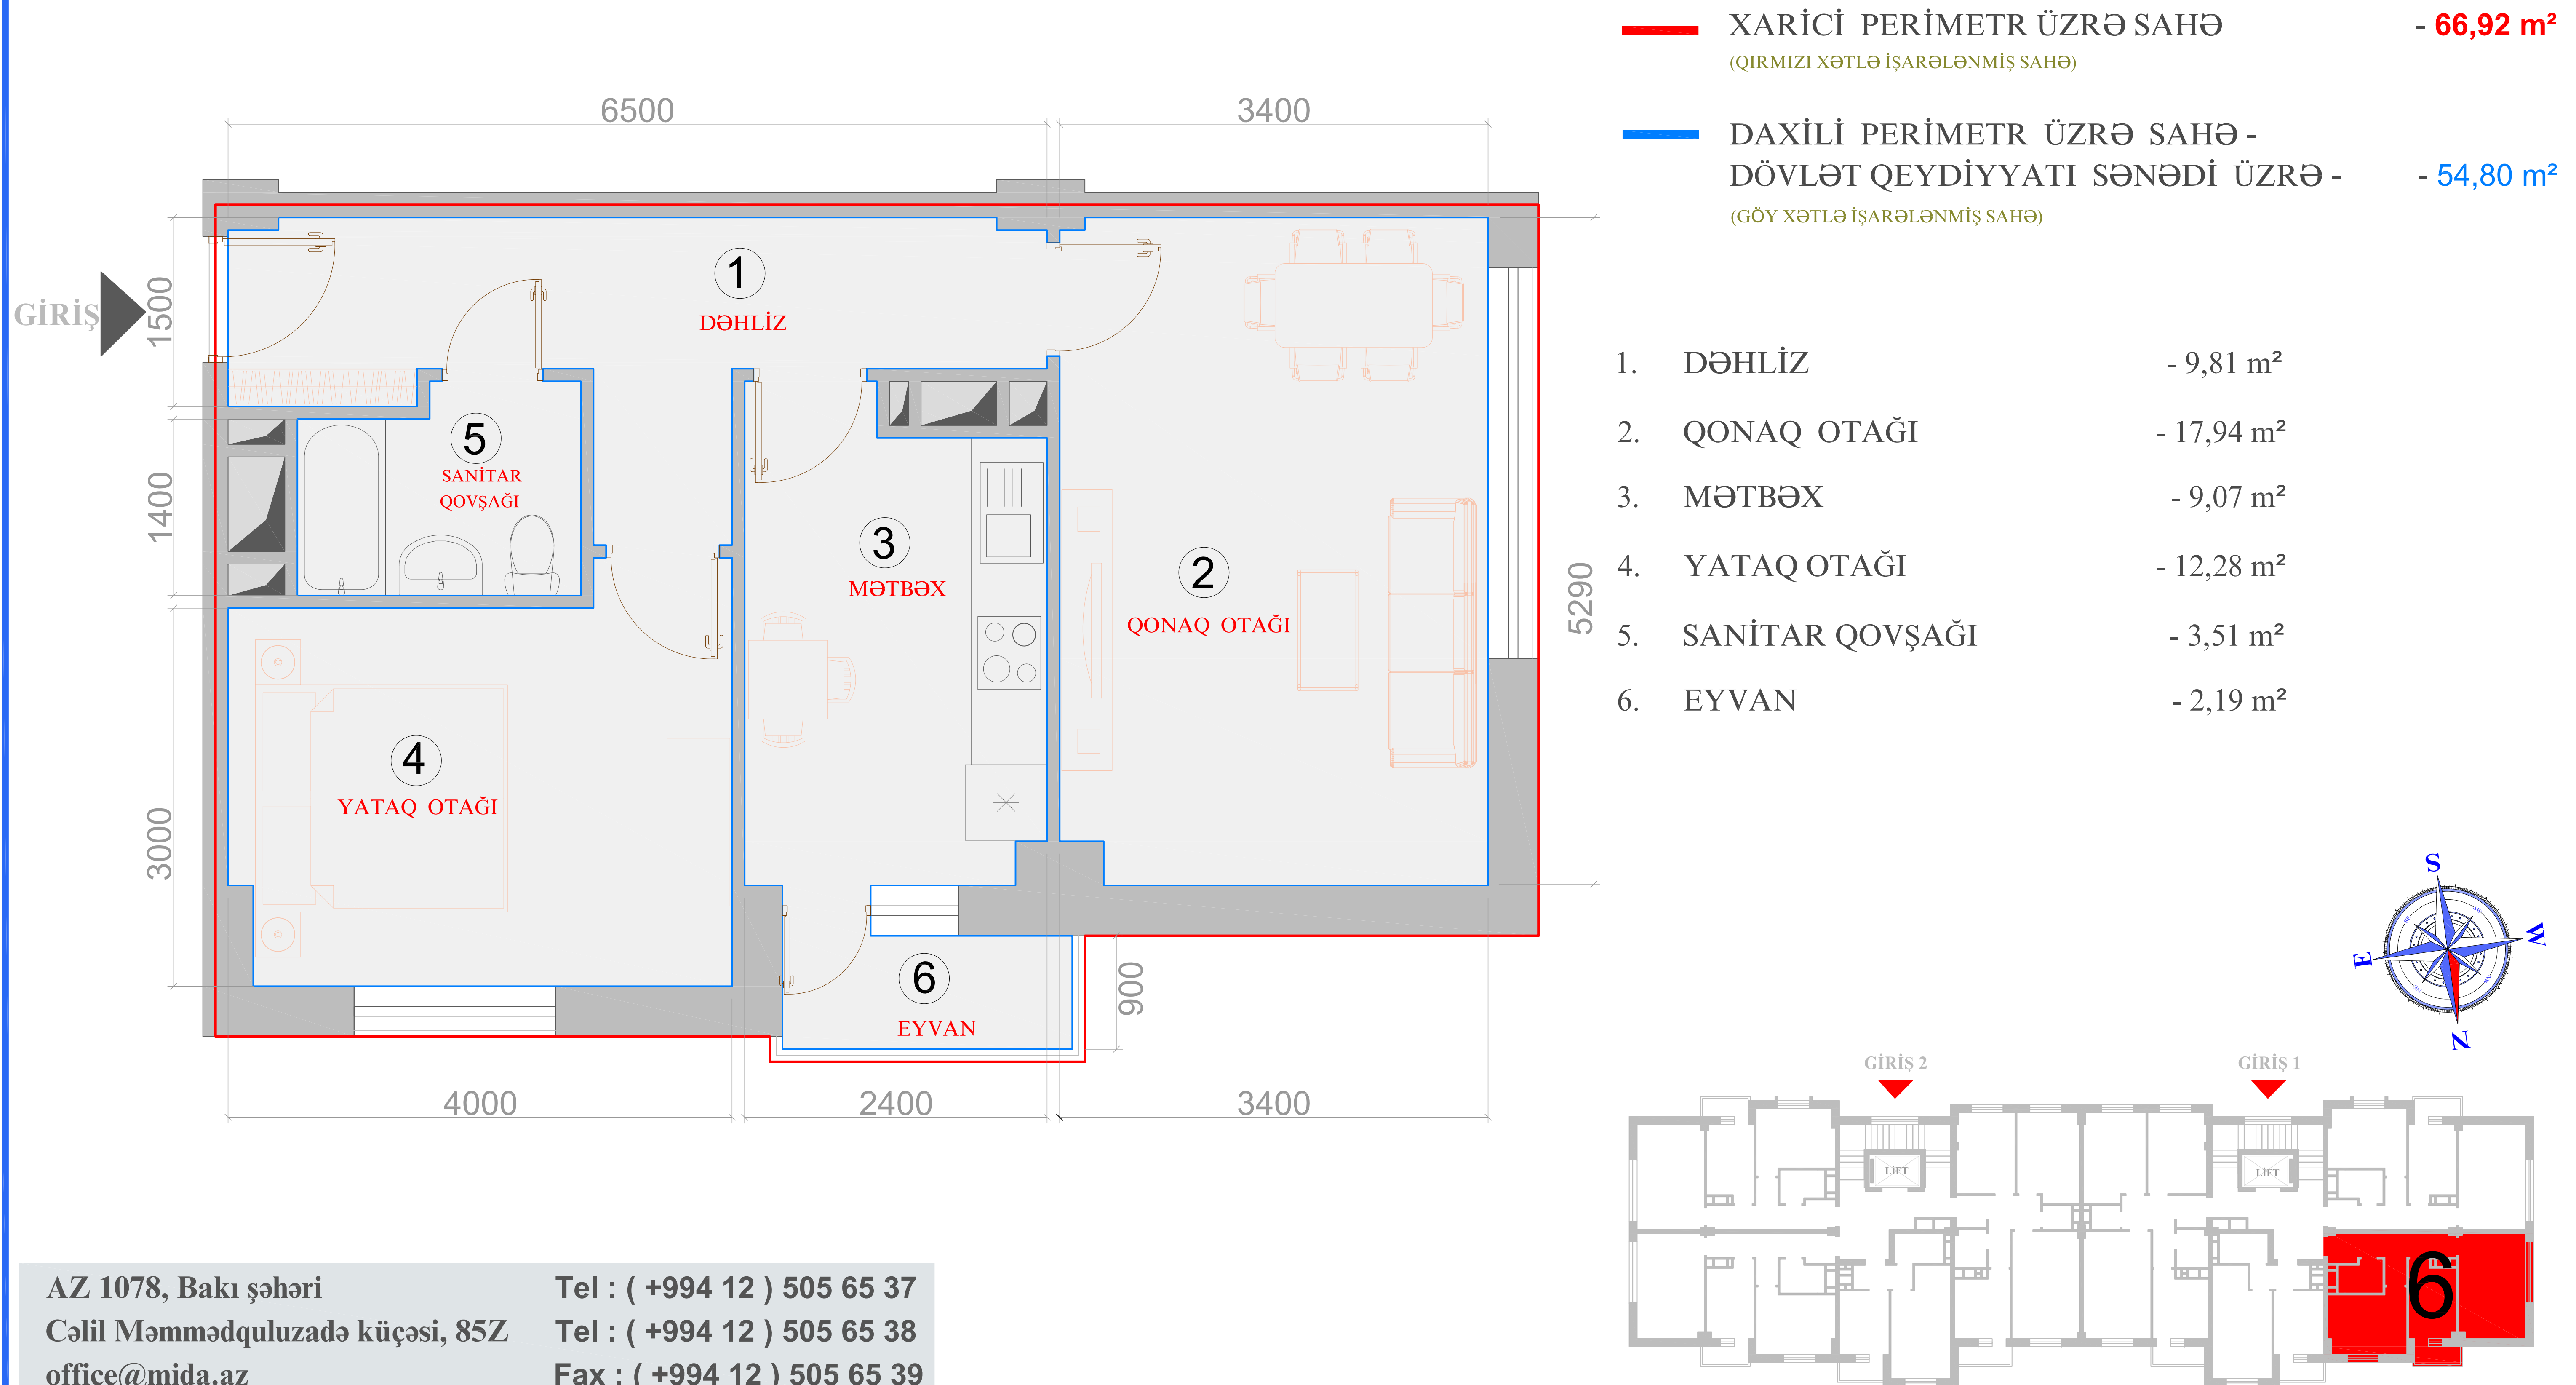 XARİCİ PERİMETR ÜZRƏ SAHƏ - 66,92 m²
(QIRMIZI XƏTLƏ İŞARƏLƏNMİŞ SAHƏ)
DAXİLİ PERİMETR ÜZRƏ SAHƏ -
DÖVLƏT QEYDİYYATI SƏNƏDİ ÜZRƏ - - 54,80 m²
(GÖY XƏTLƏ İŞARƏLƏNMİŞ SAHƏ)
6500
3400
GİRİŞ
1500
1400
3000
5290
900
4000
2400
3400
1
DƏHLİZ
5
SANİTAR
QOVŞAĞI
3
MƏTBƏX
2
QONAQ OTAĞI
4
YATAQ OTAĞI
6
EYVAN
1. DƏHLİZ - 9,81 m²
2. QONAQ OTAĞI - 17,94 m²
3. MƏTBƏX - 9,07 m²
4. YATAQ OTAĞI - 12,28 m²
5. SANİTAR QOVŞAĞI - 3,51 m²
6. EYVAN - 2,19 m²
S
W
E
N
GİRİŞ 2
GİRİŞ 1
LİFT
LİFT
6
AZ 1078, Bakı şəhəri Tel : ( +994 12 ) 505 65 37
Cəlil Məmmədquluzadə küçəsi, 85Z Tel : ( +994 12 ) 505 65 38
office@mida.az Fax : ( +994 12 ) 505 65 39